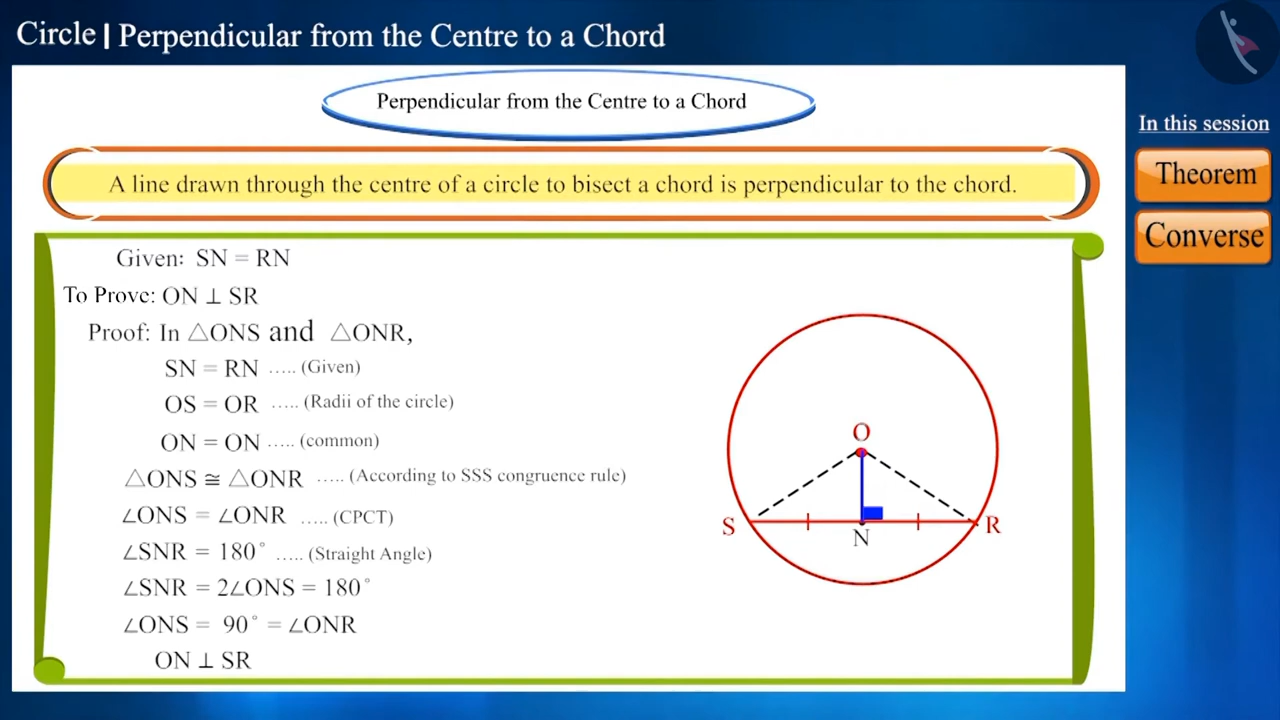 Circle | Perpendicular from the Centre to a Chord
Perpendicular from the Centre to a Chord
In this session
Theorem
Converse
A line drawn through the centre of a circle to bisect a chord is perpendicular to the chord.
Given: SN = RN
To Prove: ON ⊥ SR
Proof: In △ONS and △ONR,
SN = RN ..... (Given)
OS = OR ..... (Radii of the circle)
ON = ON ..... (common)
△ONS ≅ △ONR ..... (According to SSS congruence rule)
∠ONS = ∠ONR ..... (CPCT)
∠SNR = 180° ..... (Straight Angle)
∠SNR = 2∠ONS = 180°
∠ONS = 90° = ∠ONR
ON ⊥ SR
O
S
N
R